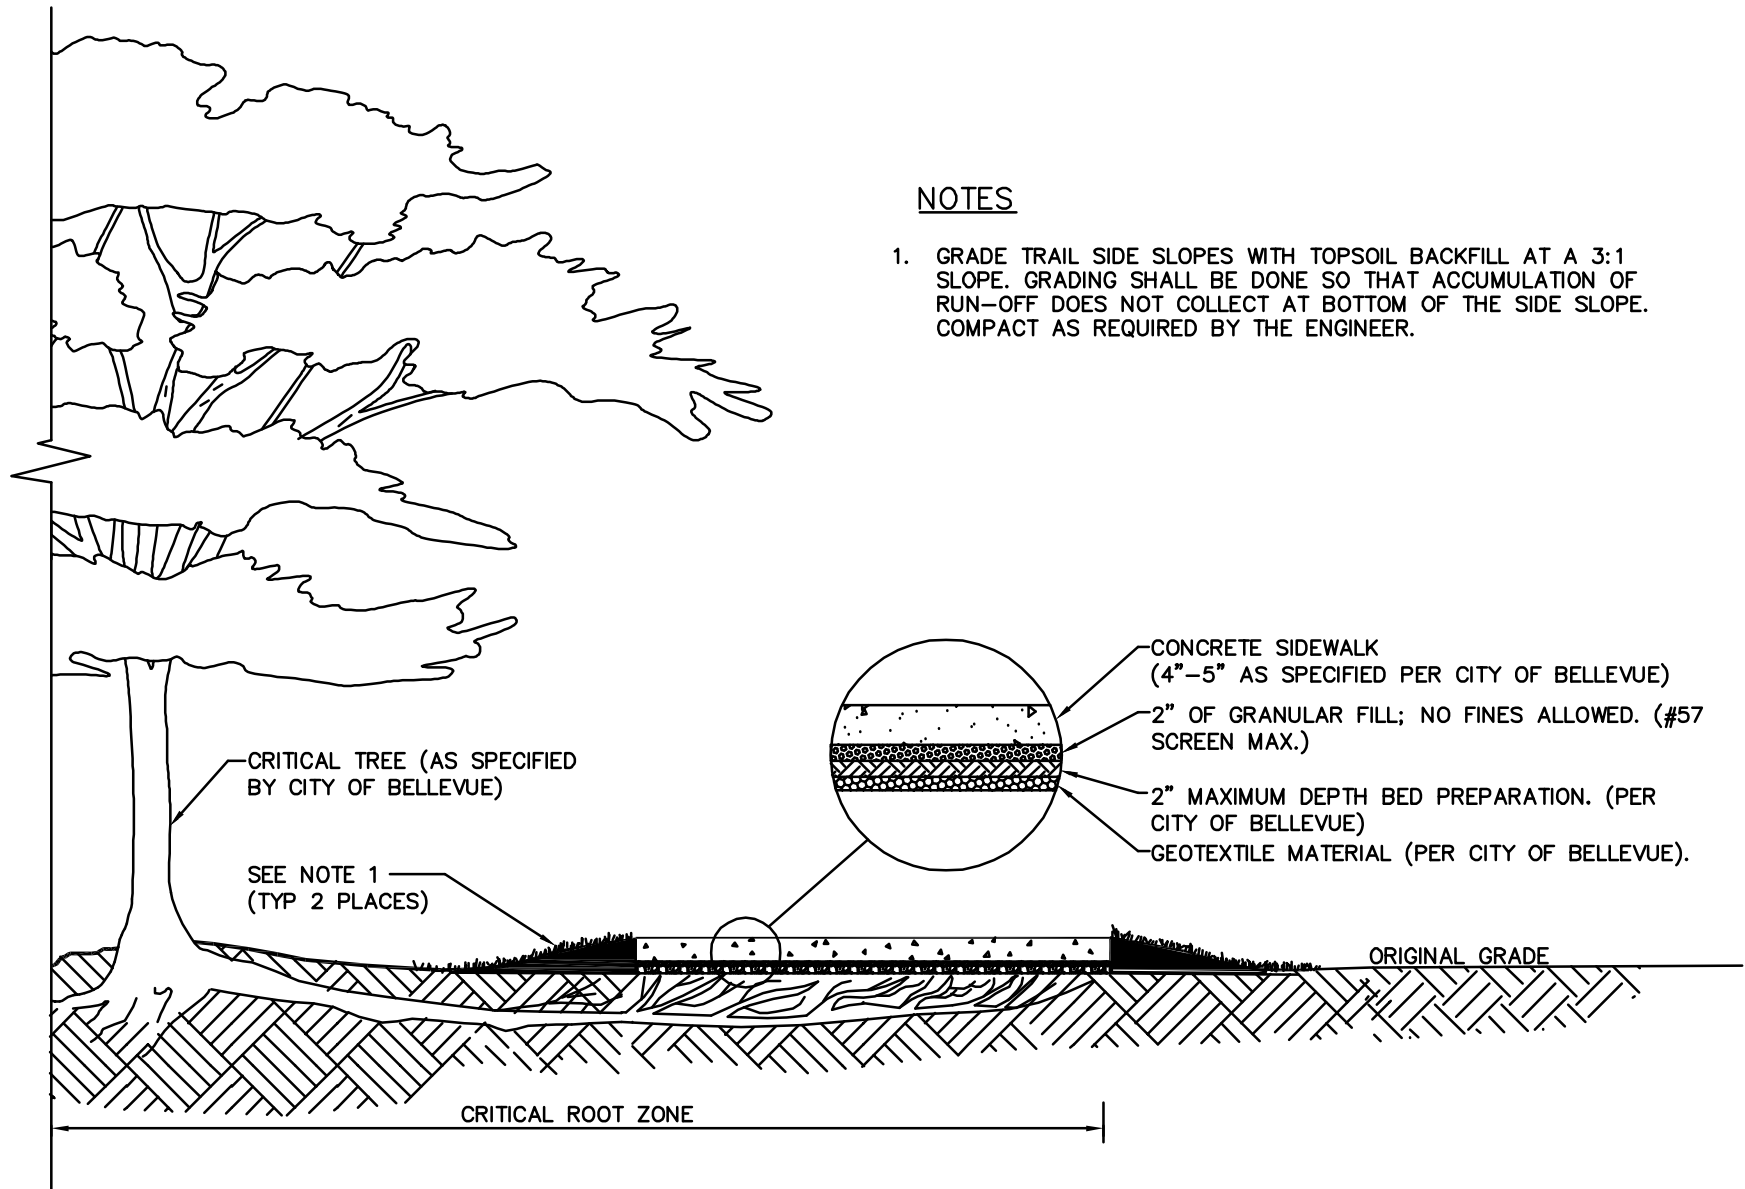 NOTES
1. GRADE TRAIL SIDE SLOPES WITH TOPSOIL BACKFILL AT A 3:1
SLOPE. GRADING SHALL BE DONE SO THAT ACCUMULATION OF
RUN-OFF DOES NOT COLLECT AT BOTTOM OF THE SIDE SLOPE.
COMPACT AS REQUIRED BY THE ENGINEER.
CONCRETE SIDEWALK
(4"-5" AS SPECIFIED PER CITY OF BELLEVUE)
2" OF GRANULAR FILL; NO FINES ALLOWED. (#57
SCREEN MAX.)
2" MAXIMUM DEPTH BED PREPARATION. (PER
CITY OF BELLEVUE)
GEOTEXTILE MATERIAL (PER CITY OF BELLEVUE).
CRITICAL TREE (AS SPECIFIED
BY CITY OF BELLEVUE)
SEE NOTE 1
(TYP 2 PLACES)
ORIGINAL GRADE
CRITICAL ROOT ZONE